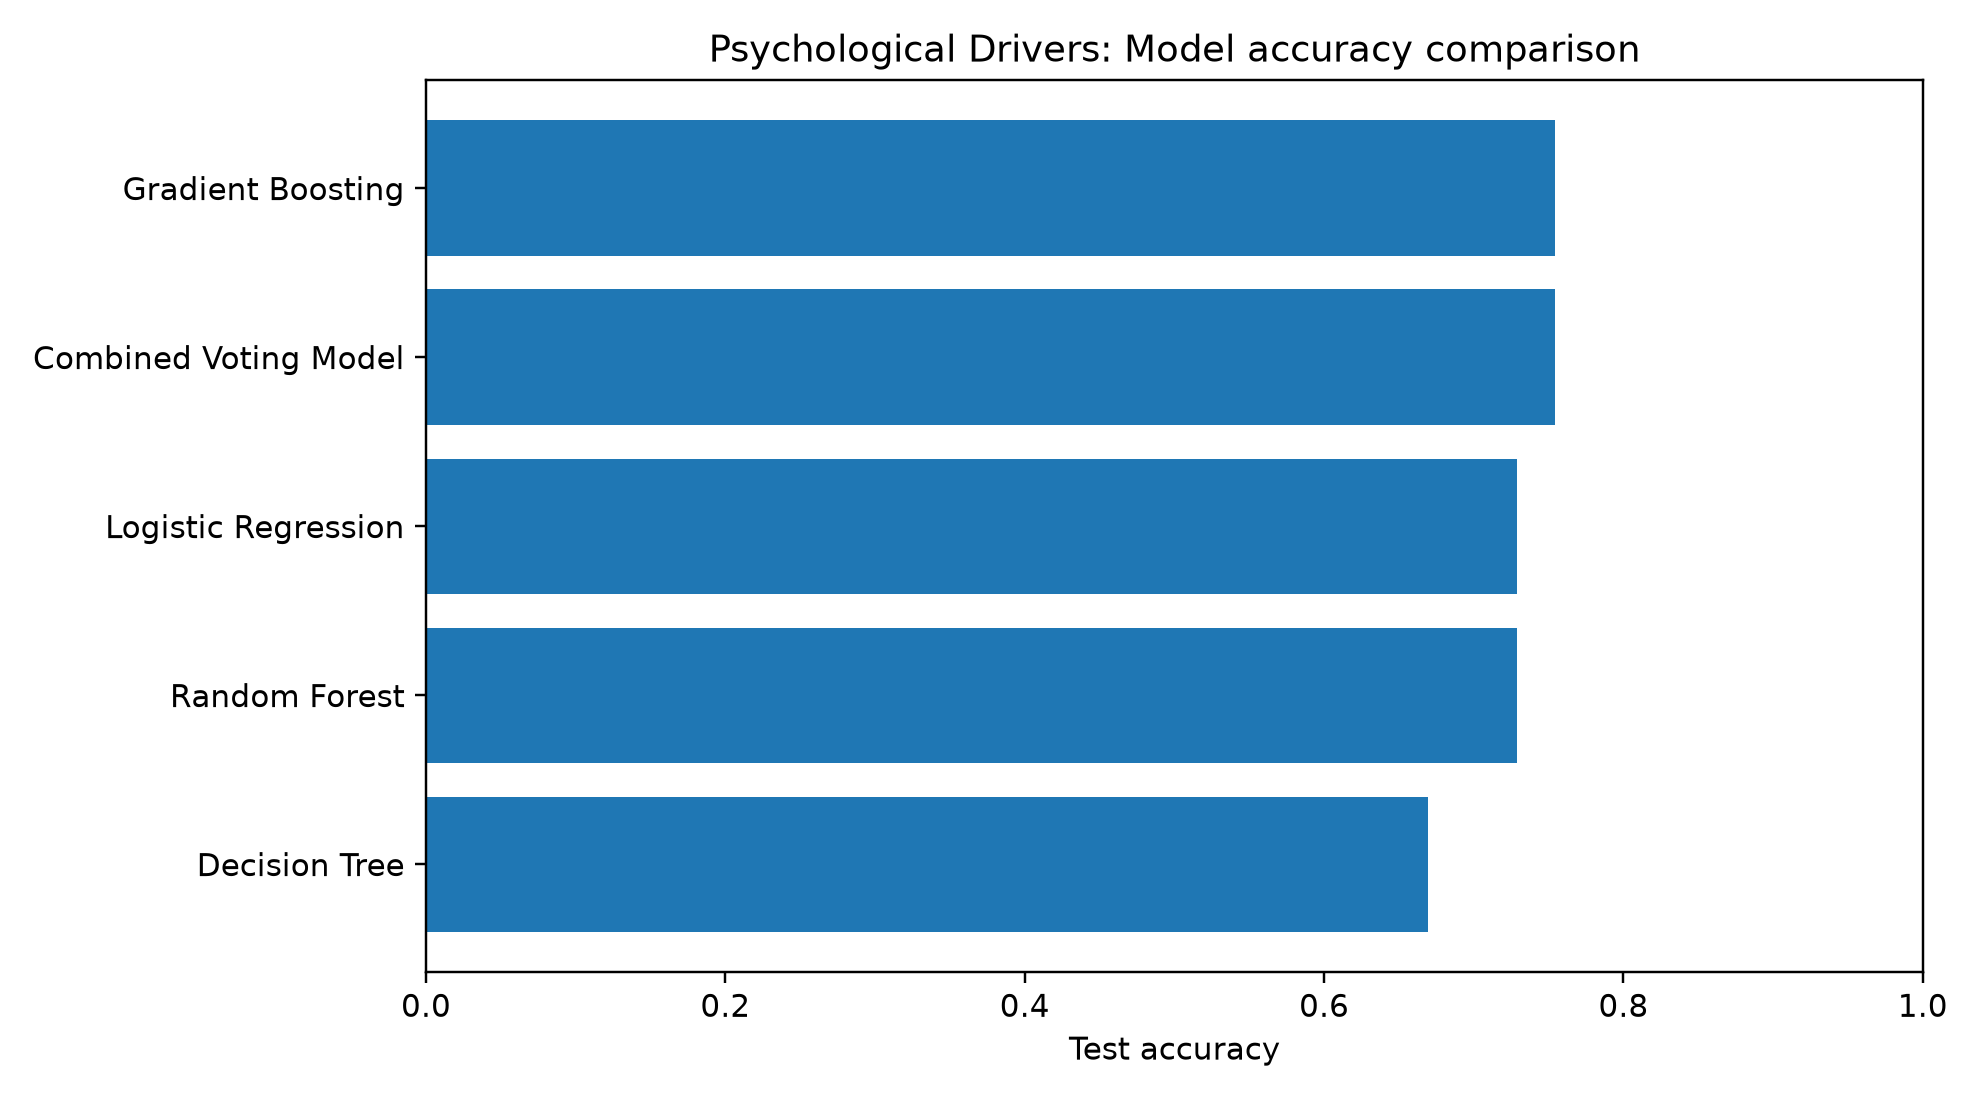 Psychological Drivers: Model accuracy comparison
Gradient Boosting
Combined Voting Model
Logistic Regression
Random Forest
Decision Tree
0.0 0.2 0.4 0.6 0.8 1.0
Test accuracy